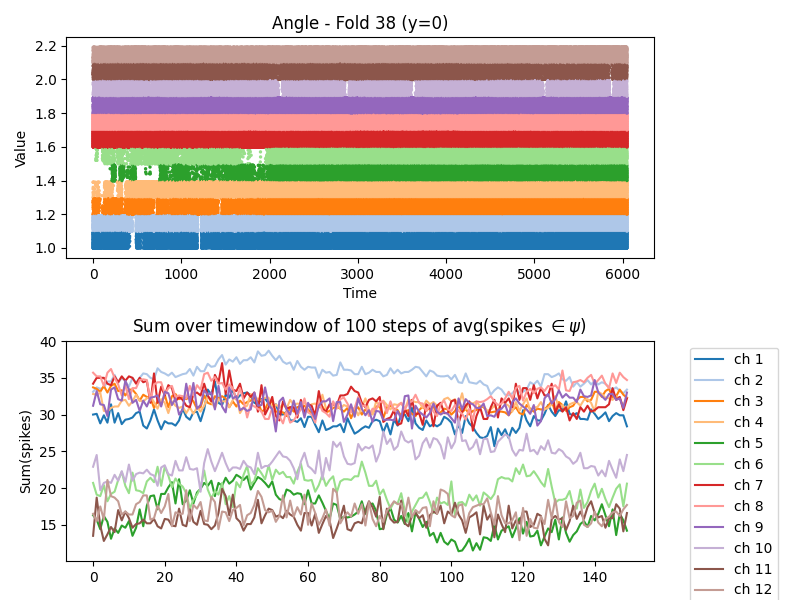 Angle - Fold 38 (y=0)
Value
2.2
2.0
1.8
1.6
1.4
1.2
1.0
0 1000 2000 3000 4000 5000 6000
Time
Sum over timewindow of 100 steps of avg(spikes ∈ ψ)
Sum(spikes)
40
35
30
25
20
15
0 20 40 60 80 100 120 140
ch 1
ch 2
ch 3
ch 4
ch 5
ch 6
ch 7
ch 8
ch 9
ch 10
ch 11
ch 12